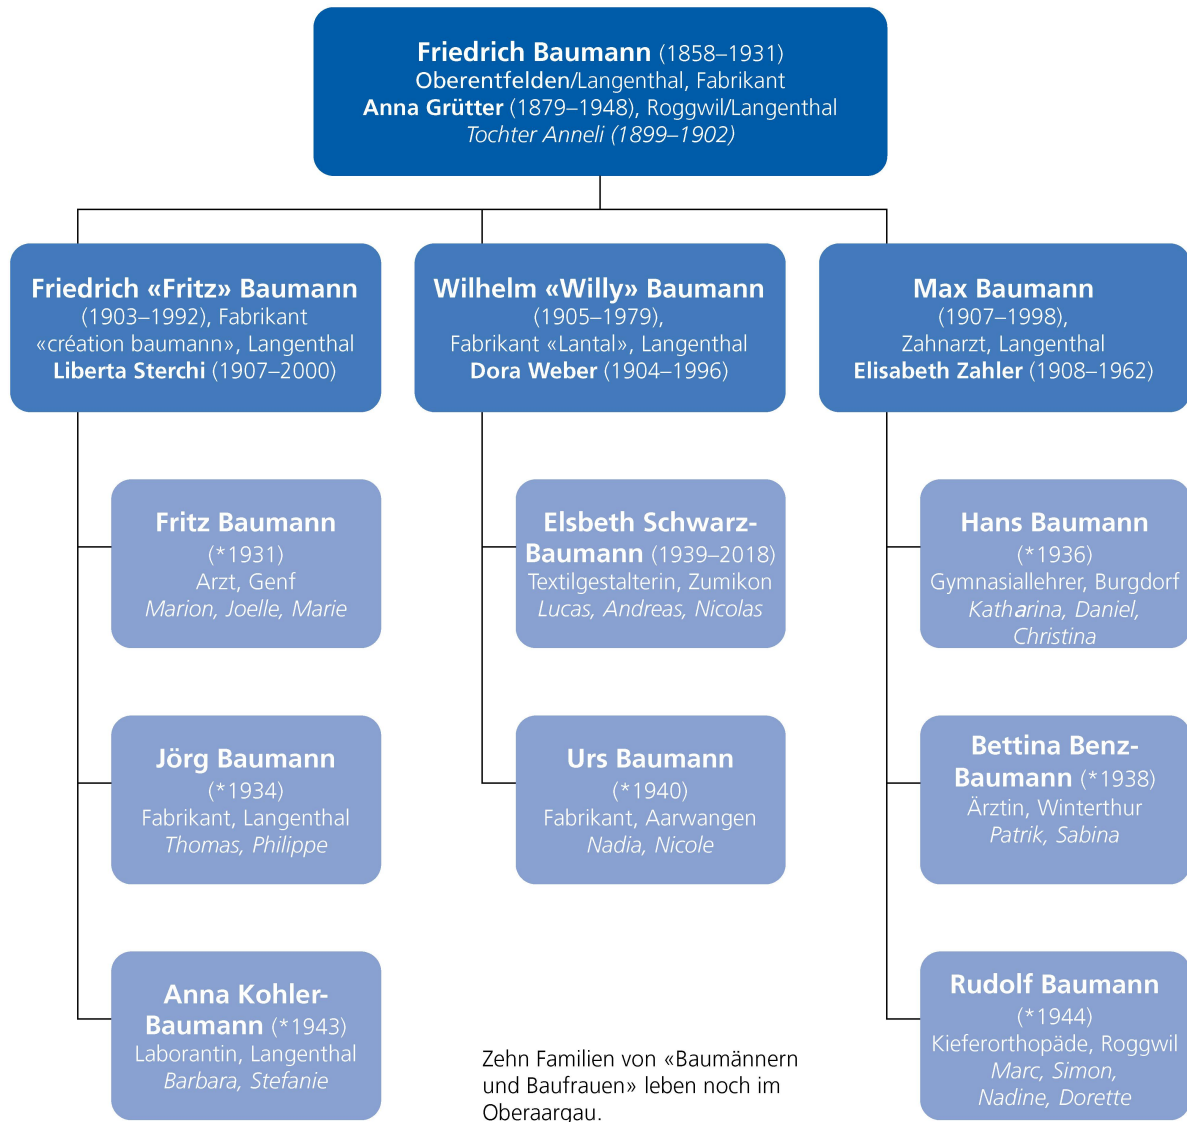 Friedrich Baumann (1858–1931)
Oberentfelden/Langenthal, Fabrikant
Anna Grütter (1879–1948), Roggwil/Langenthal
Tochter Anneli (1899–1902)
Friedrich «Fritz» Baumann
(1903–1992), Fabrikant
«création baumann», Langenthal
Liberta Sterchi (1907–2000)
Wilhelm «Willy» Baumann
(1905–1979),
Fabrikant «Lantal», Langenthal
Dora Weber (1904–1996)
Max Baumann
(1907–1998),
Zahnarzt, Langenthal
Elisabeth Zahler (1908–1962)
Fritz Baumann
(*1931)
Arzt, Genf
Marion, Joelle, Marie
Elsbeth Schwarz-
Baumann (1939–2018)
Textilgestalterin, Zumikon
Lucas, Andreas, Nicolas
Hans Baumann
(*1936)
Gymnasiallehrer, Burgdorf
Katharina, Daniel,
Christina
Jörg Baumann
(*1934)
Fabrikant, Langenthal
Thomas, Philippe
Urs Baumann
(*1940)
Fabrikant, Aarwangen
Nadia, Nicole
Bettina Benz-
Baumann (*1938)
Ärztin, Winterthur
Patrik, Sabina
Anna Kohler-
Baumann (*1943)
Laborantin, Langenthal
Barbara, Stefanie
Rudolf Baumann
(*1944)
Kieferorthopäde, Roggwil
Marc, Simon,
Nadine, Dorette
Zehn Familien von «Baumännern
und Baufrauen» leben noch im
Oberaargau.